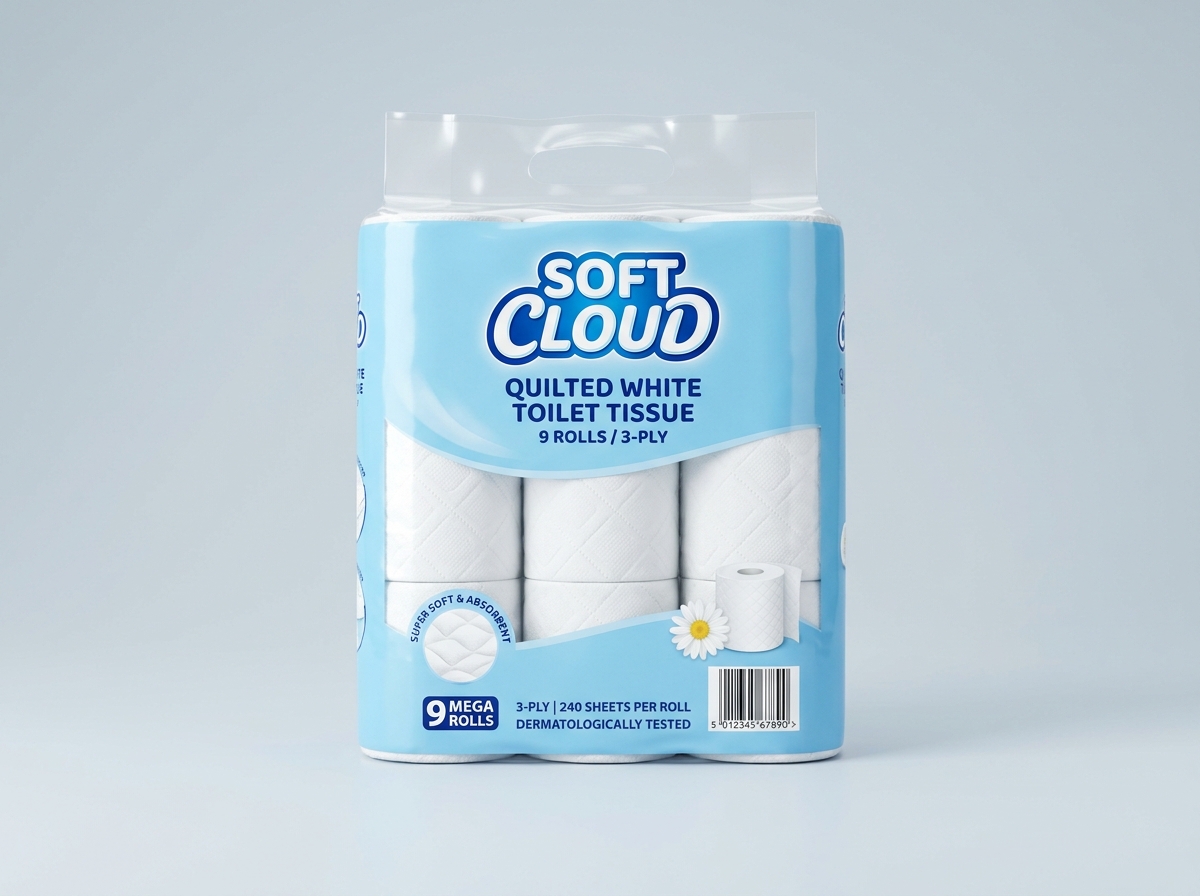 SOFT
CLOUD
QUILTED WHITE
TOILET TISSUE
9 ROLLS / 3-PLY
SUPER SOFT & ABSORBENT
9 MEGA
ROLLS
3-PLY | 240 SHEETS PER ROLL
DERMATOLOGICALLY TESTED
5 012345 67890 >